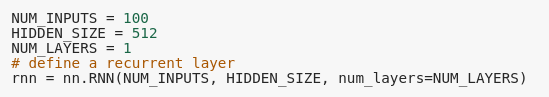 NUM_INPUTS = 100
HIDDEN_SIZE = 512
NUM_LAYERS = 1
# define a recurrent layer
rnn = nn.RNN(NUM_INPUTS, HIDDEN_SIZE, num_layers=NUM_LAYERS)